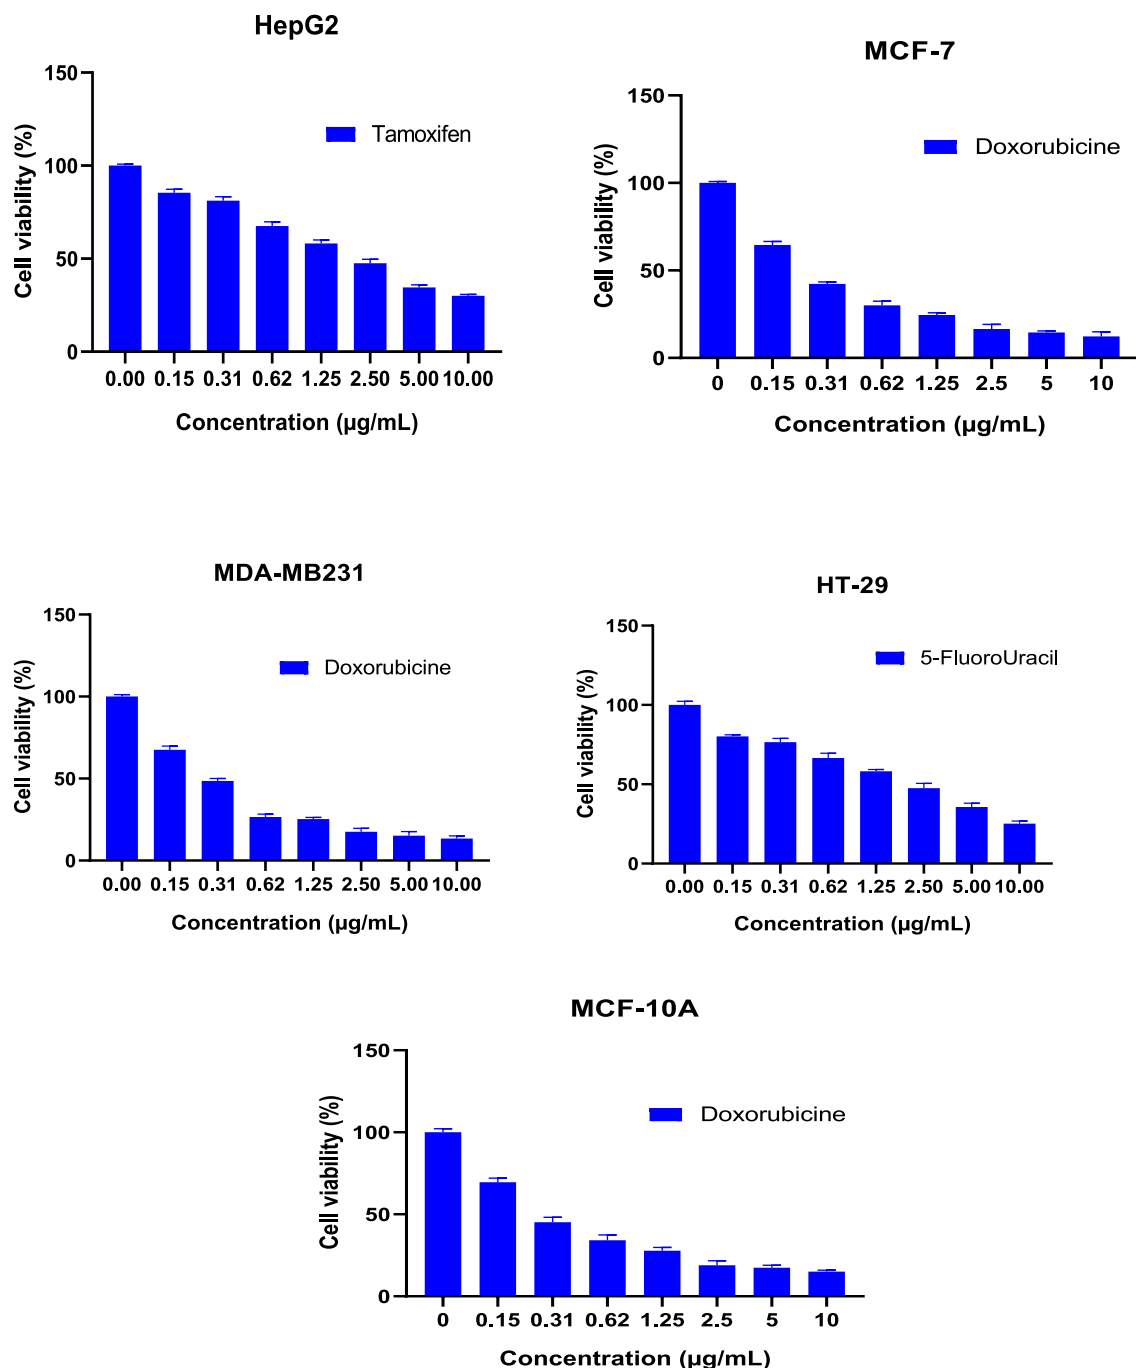 HepG2
150
100
50
0
Cell viability (%)
Tamoxifen
0.00 0.15 0.31 0.62 1.25 2.50 5.00 10.00
Concentration (µg/mL)
MCF-7
150
100
50
0
Cell viability (%)
Doxorubicine
0 0.15 0.31 0.62 1.25 2.5 5 10
Concentration (µg/mL)
MDA-MB231
150
100
50
0
Cell viability (%)
Doxorubicine
0.00 0.15 0.31 0.62 1.25 2.50 5.00 10.00
Concentration (µg/mL)
HT-29
150
100
50
0
Cell viability (%)
5-FluoroUracil
0.00 0.15 0.31 0.62 1.25 2.50 5.00 10.00
Concentration (µg/mL)
MCF-10A
150
100
50
0
Cell viability (%)
Doxorubicine
0 0.15 0.31 0.62 1.25 2.5 5 10
Concentration (µg/mL)